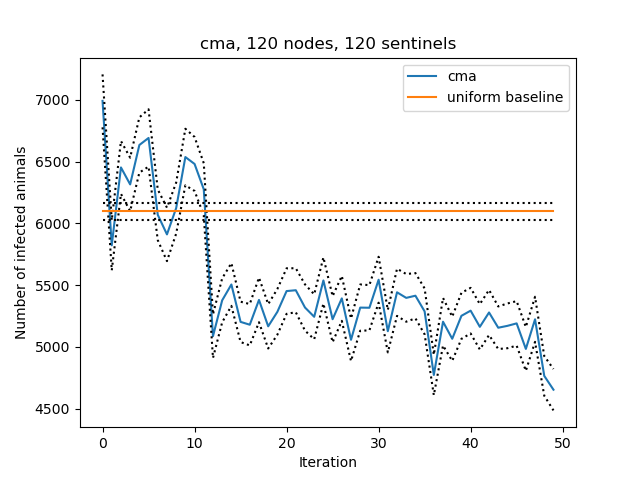 cma, 120 nodes, 120 sentinels
cma
uniform baseline
Number of infected animals
7000
6500
6000
5500
5000
4500
0 10 20 30 40 50
Iteration